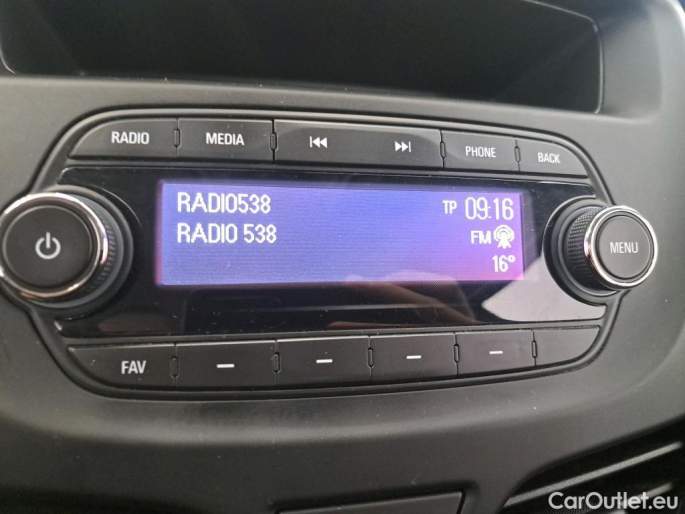 RADIO MEDIA PHONE BACK
RADIO538 TP 09:16
RADIO 538 FM
16°
MENU
FAV
CarOutlet.eu